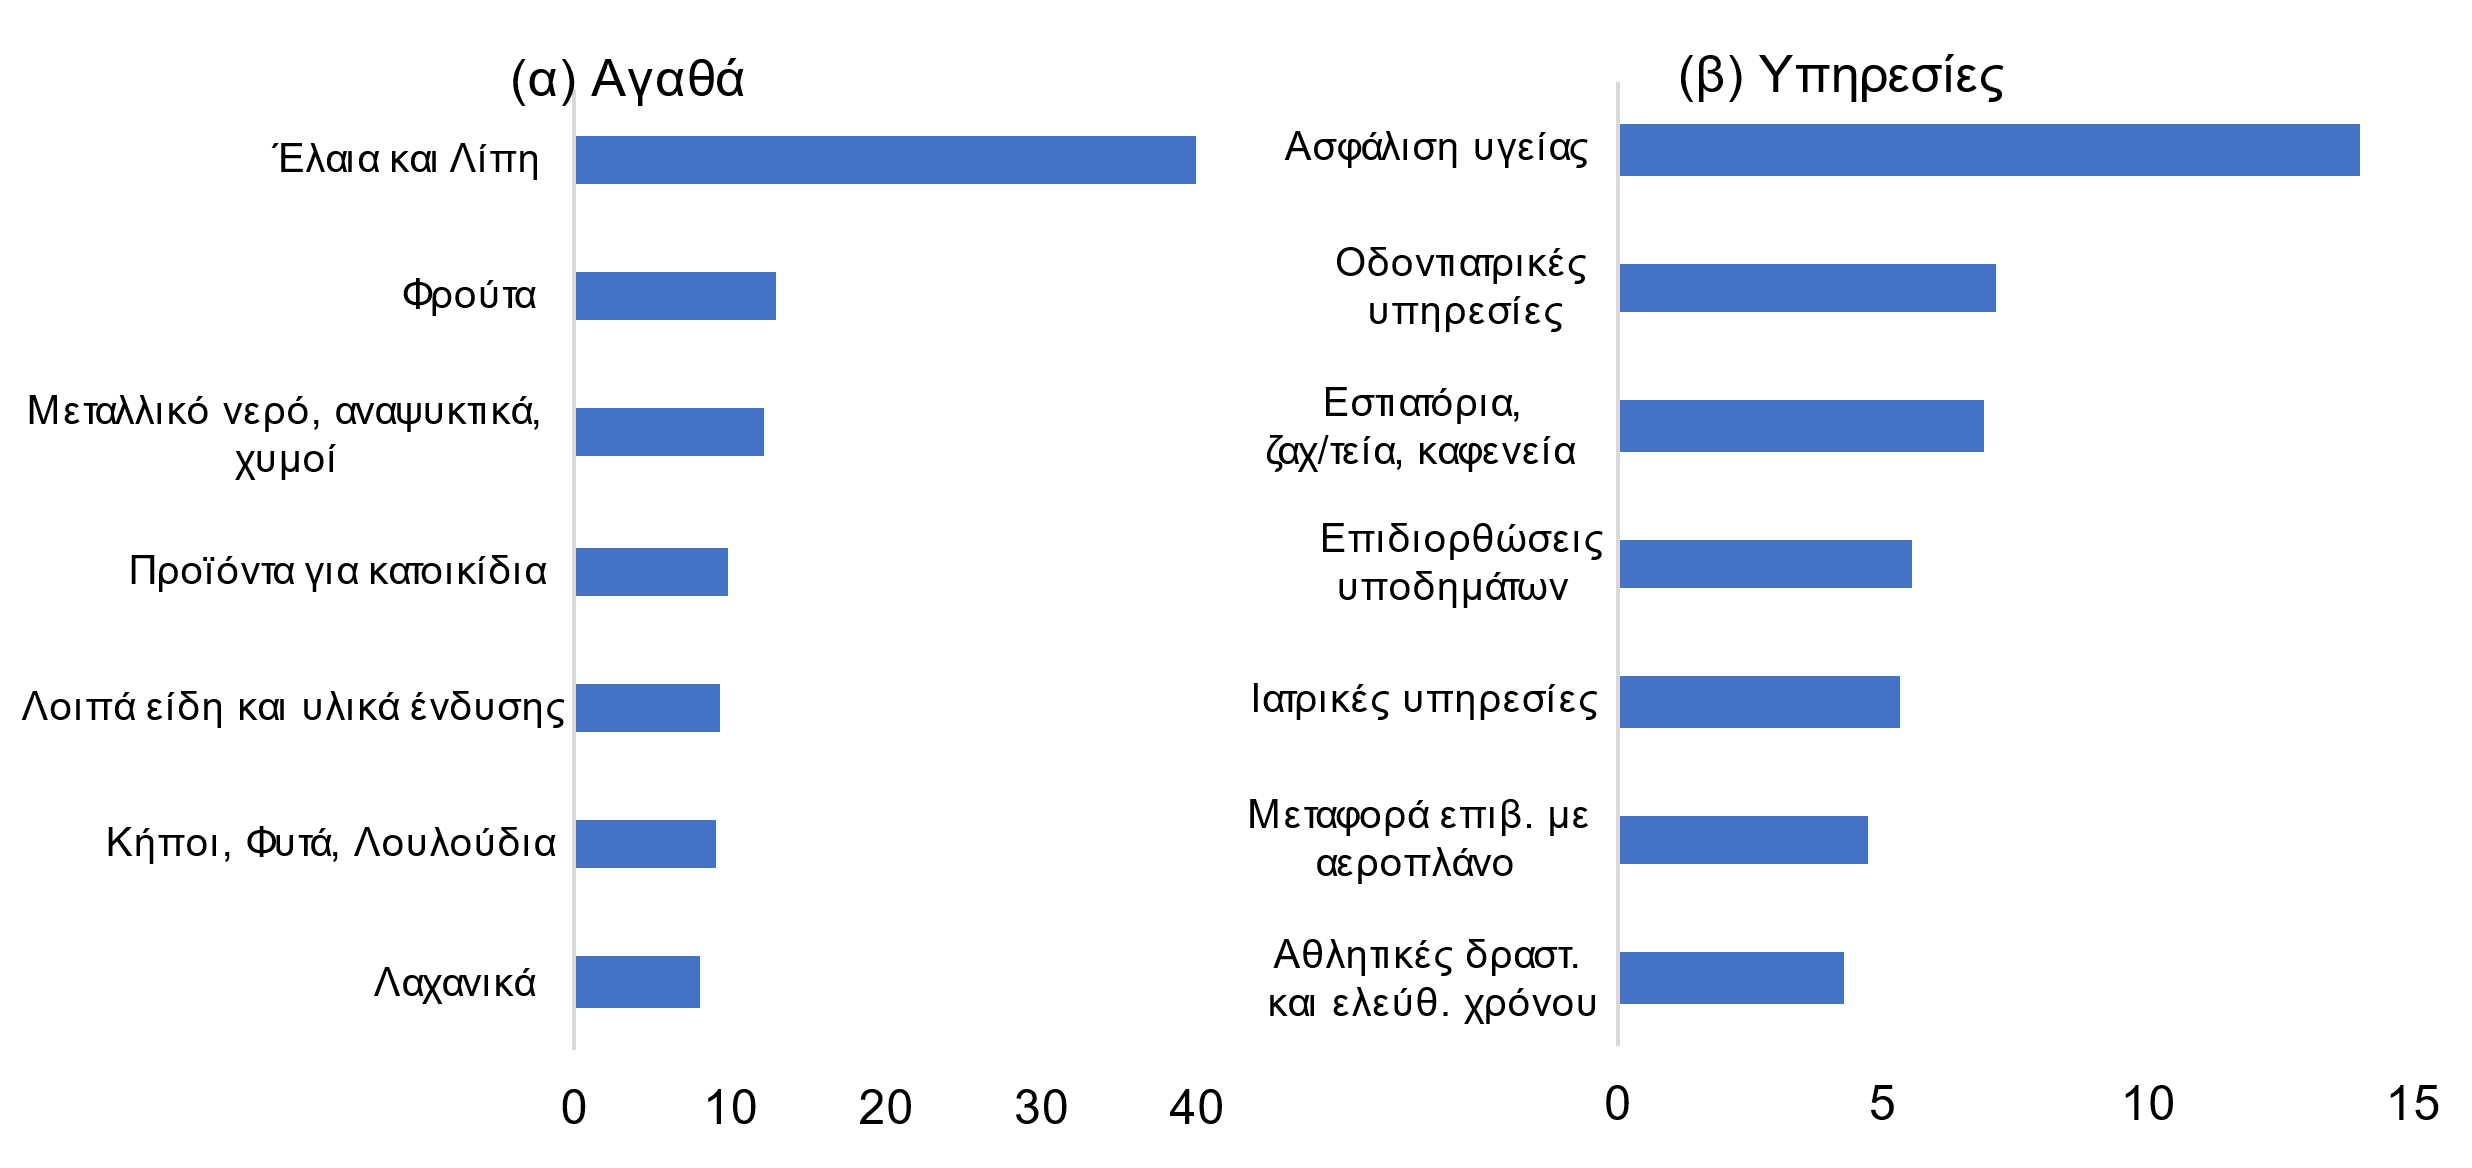 (α) Αγαθά
Έλαια και Λίπη
Φρούτα
Μεταλλικό νερό, αναψυκτικά,
χυμοί
Προϊόντα για κατοικίδια
Λοιπά είδη και υλικά ένδυσης
Κήποι, Φυτά, Λουλούδια
Λαχανικά
0 10 20 30 40
(β) Υπηρεσίες
Ασφάλιση υγείας
Οδοντιατρικές
υπηρεσίες
Εστιατόρια,
ζαχ/τεία, καφενεία
Επιδιορθώσεις
υποδημάτων
Ιατρικές υπηρεσίες
Μεταφορά επιβ. με
αεροπλάνο
Αθλητικές δραστ.
και ελεύθ. χρόνου
0 5 10 15